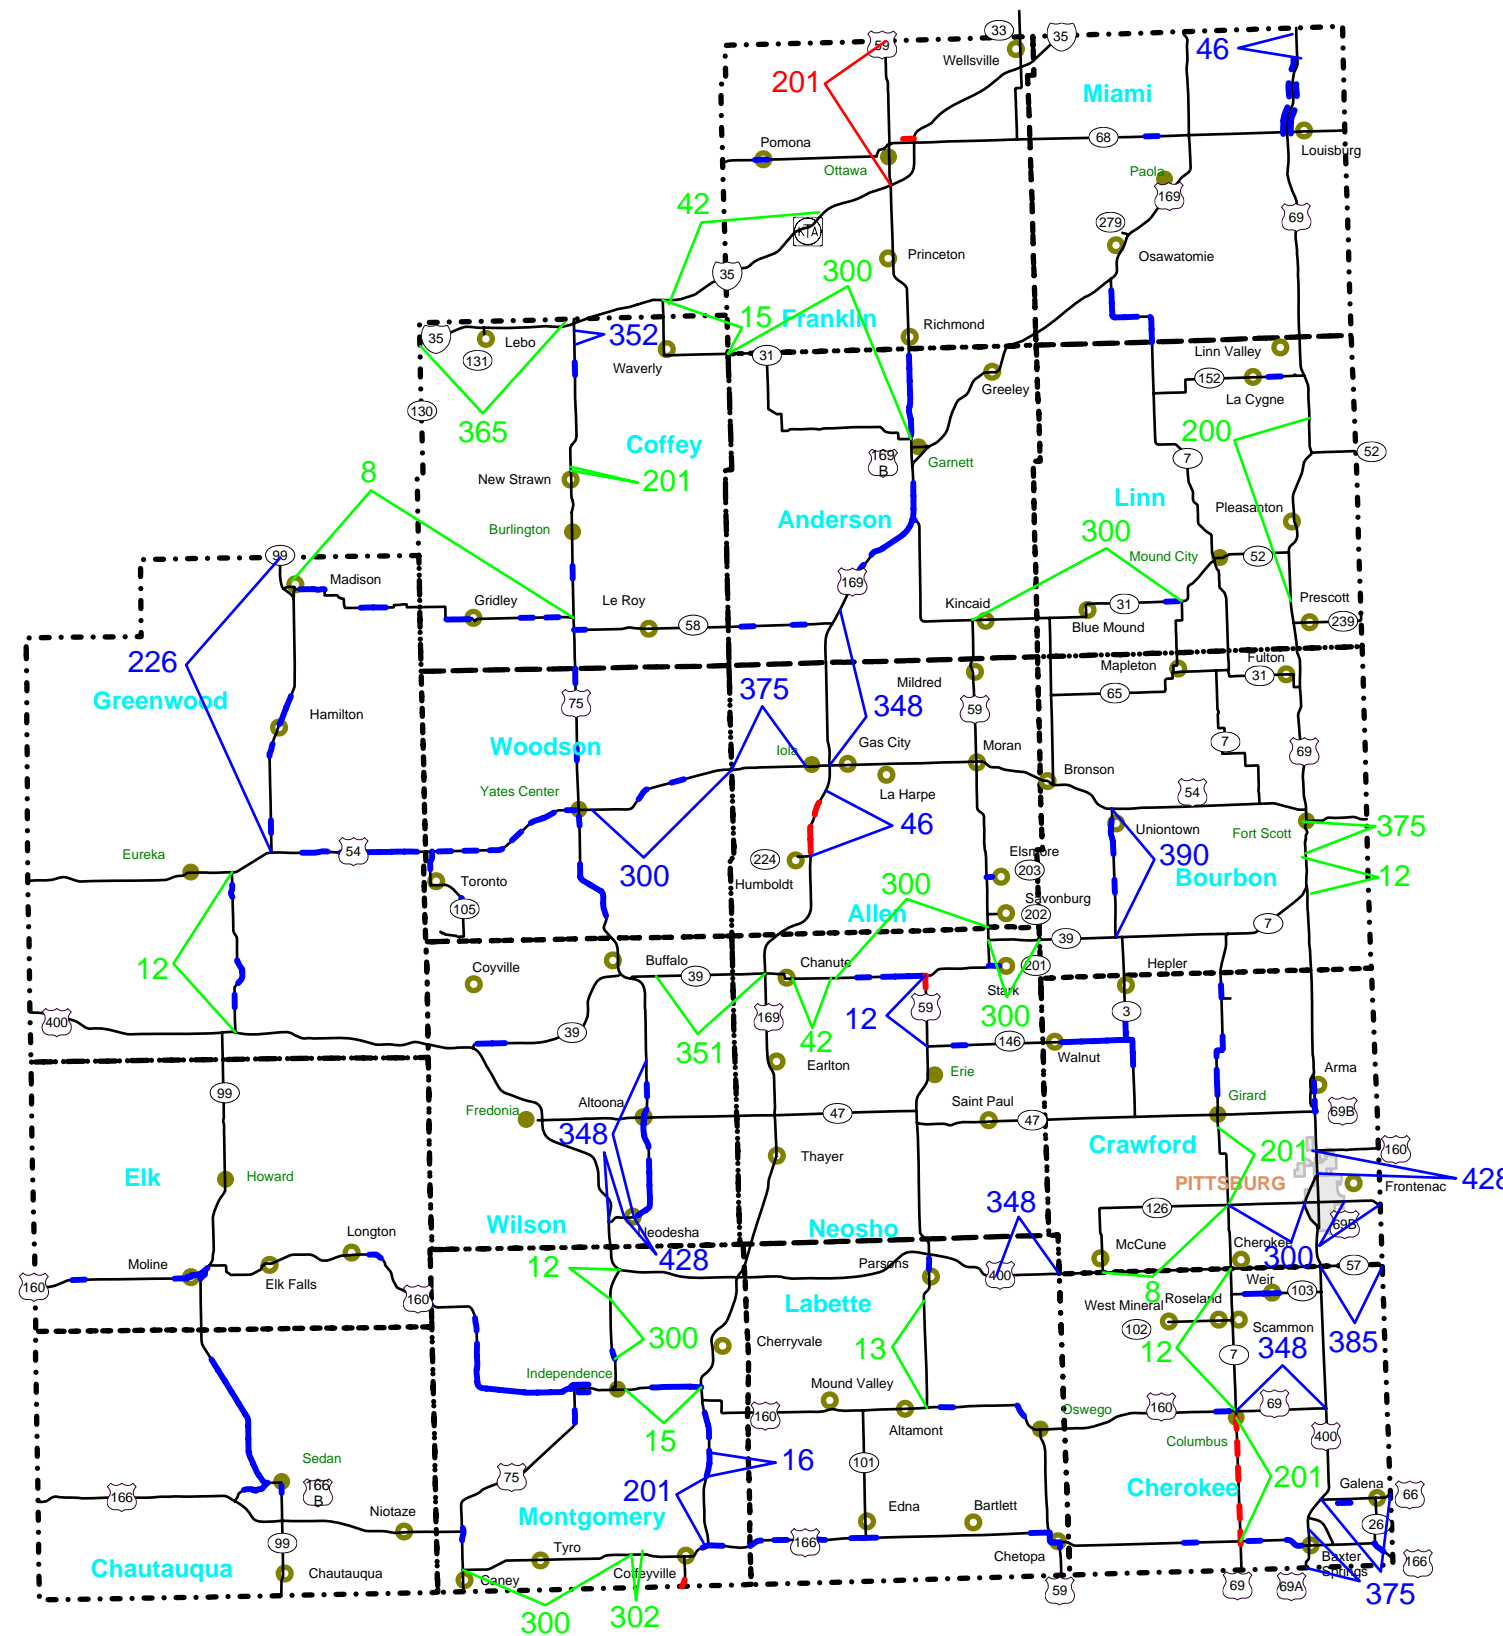 33
35
59
Wellsville
46
201
Miami
Pomona
68
Louisburg
Ottawa
Paola
169
42
KTA
279
69
Osawatomie
Princeton
35
300
15
Franklin
Richmond
35
Lebo
131
352
Waverly
31
Linn Valley
Greeley
152
La Cygne
130
365
Coffey
200
52
7
8
New Strawn
201
169
B
Garnett
Linn
Pleasanton
Burlington
Anderson
300
Mound City
52
99
Madison
169
Gridley
Le Roy
58
Kincaid
31
Blue Mound
Prescott
239
226
Greenwood
Mapleton
Fulton
31
Mildred
65
375
348
75
59
Hamilton
Woodson
7
69
Iola
Gas City
Moran
Bronson
La Harpe
54
Yates Center
46
Uniontown
Fort Scott
375
Eureka
54
Elsmore
390
224
203
Humboldt
300
Toronto
300
Bourbon
12
105
Allen
Savonburg
202
7
39
12
Coyville
Buffalo
39
Chanute
201
Stark
Hepler
400
39
169
12
59
300
3
351
42
146
Walnut
Earlton
Erie
Arma
99
Fredonia
Altoona
47
Saint Paul
47
Girard
69B
348
Crawford
160
201
Thayer
Elk
Howard
PITTSBURG
Frontenac
428
Wilson
Neodesha
Neosho
348
126
69B
Longton
McCune
Cherokee
300
Moline
428
12
Parsons
400
57
Elk Falls
160
160
Labette
8
Weir
103
West Mineral
Roseland
102
Scammon
300
Cherryvale
13
12
7
348
385
Independence
Mound Valley
160
Altamont
Oswego
160
69
15
Columbus
400
Sedan
166
166
B
75
16
101
201
Cherokee
201
Galena
66
Niotaze
Montgomery
Edna
Bartlett
26
99
166
Tyro
Chetopa
Baxter
Springs
166
Chautauqua
Chautauqua
Caney
Coffeyville
300
302
59
69
69A
375